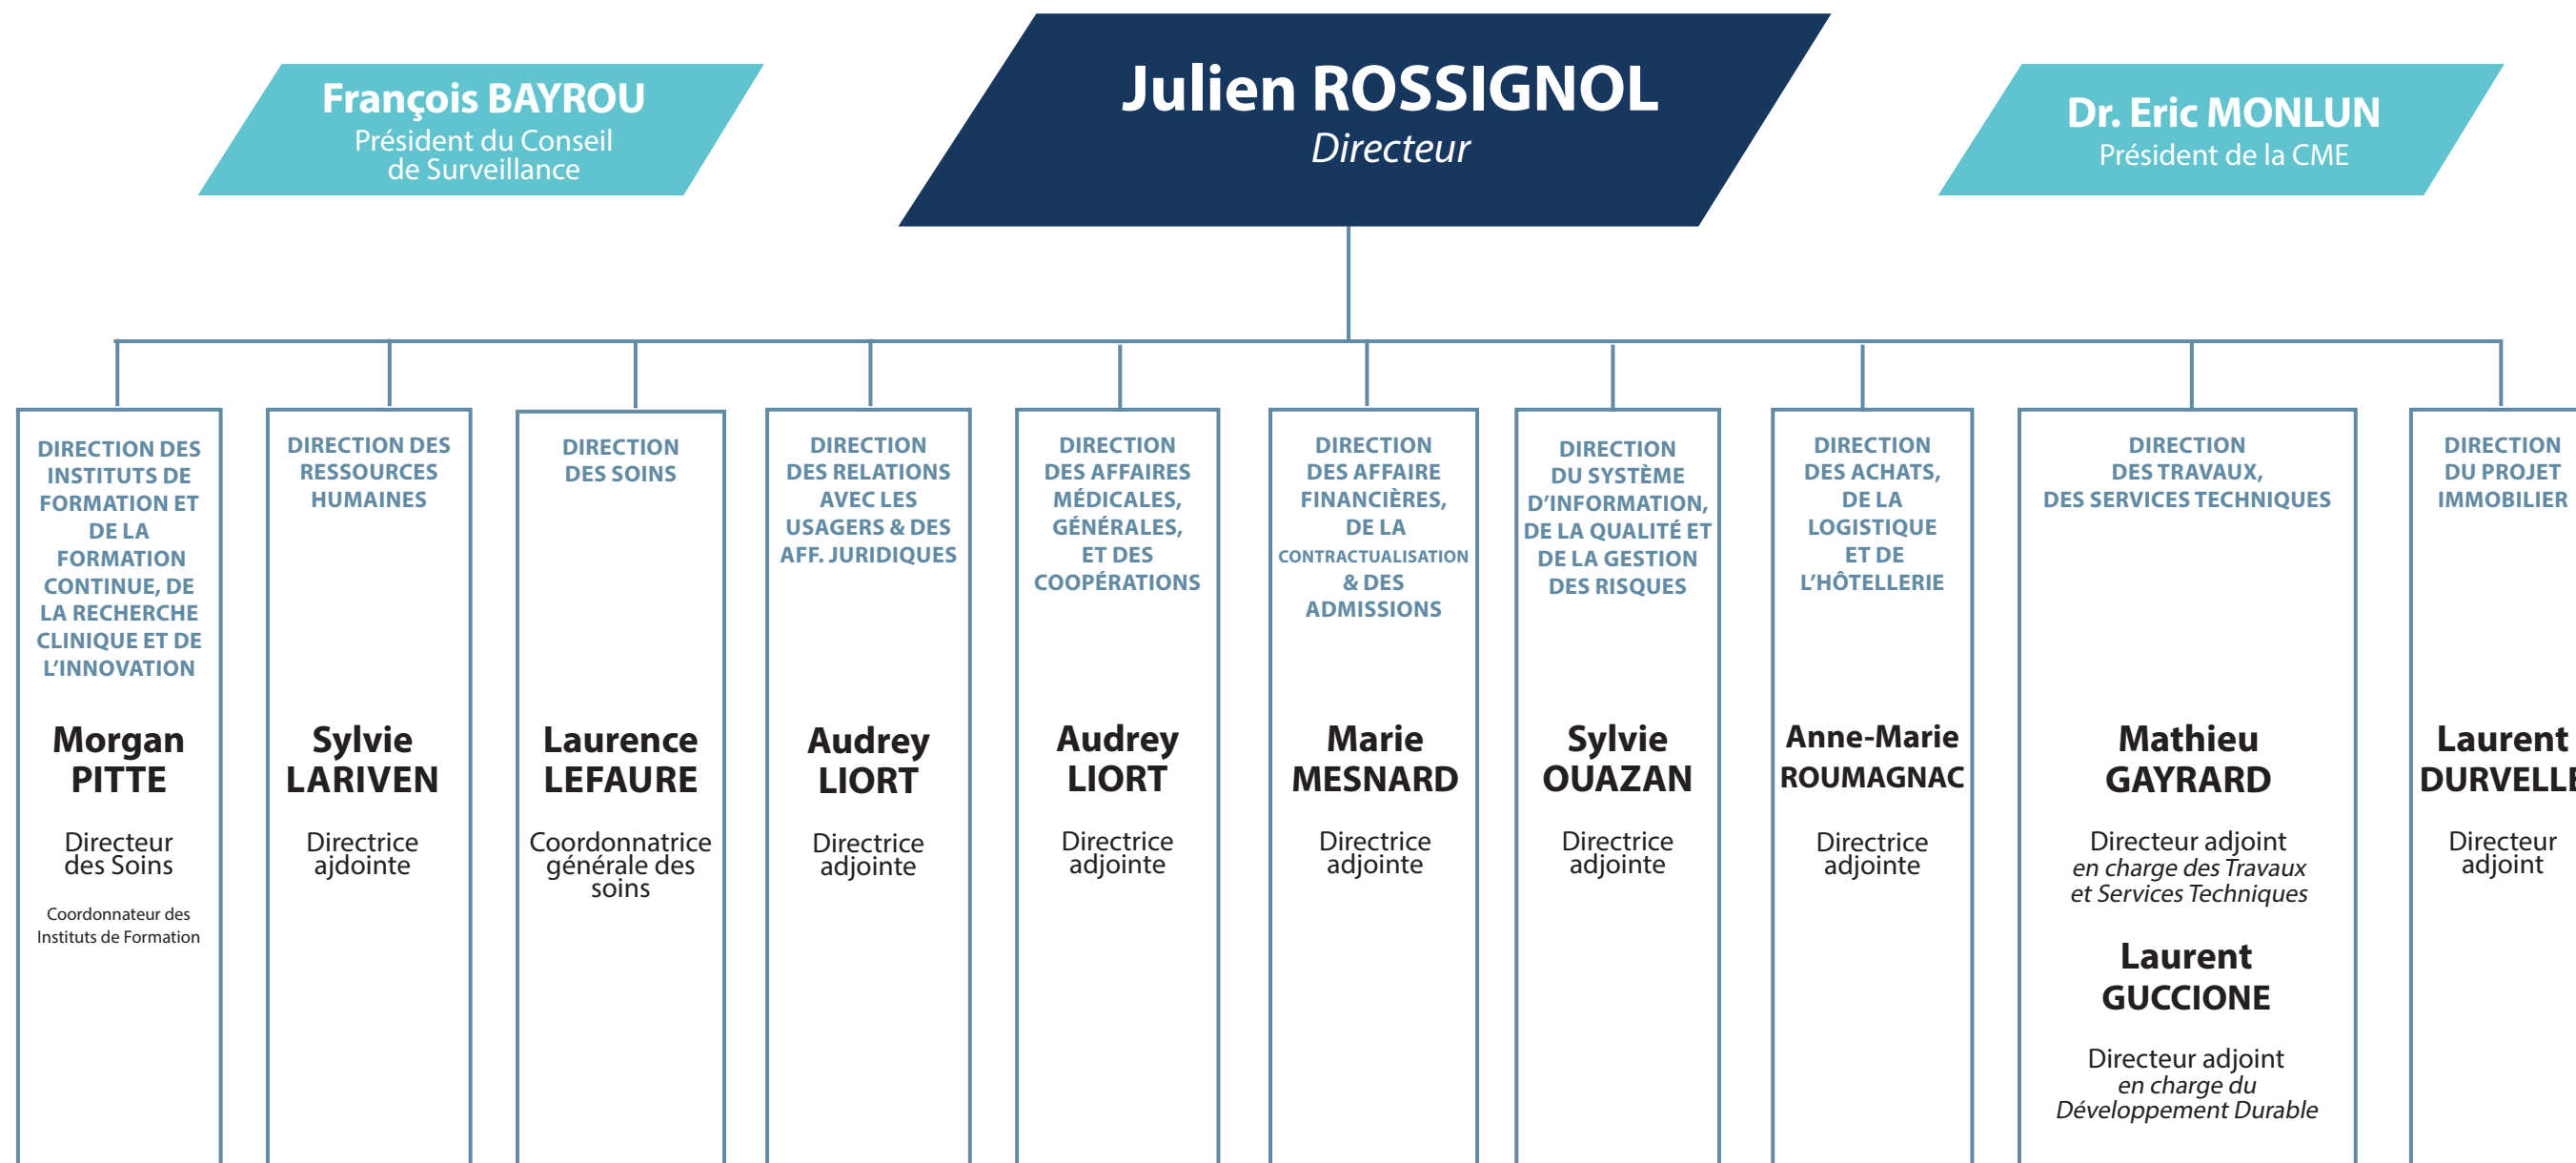 François BAYROU
Président du Conseil
de Surveillance
Julien ROSSIGNOL
Directeur
Dr. Eric MONLUN
Président de la CME
DIRECTION DES
INSTITUTS DE
FORMATION ET
DE LA
FORMATION
CONTINUE, DE
LA RECHERCHE
CLINIQUE ET DE
L’INNOVATION
Morgan
PITTE
Directeur
des Soins
Coordonnateur des
Instituts de Formation
DIRECTION DES
RESSOURCES
HUMAINES
Sylvie
LARIVEN
Directrice
ajdointe
DIRECTION
DES SOINS
Laurence
LEFAURE
Coordonnatrice
générale des
soins
DIRECTION
DES RELATIONS
AVEC LES
USAGERS & DES
AFF. JURIDIQUES
Audrey
LIORT
Directrice
adjointe
DIRECTION
DES AFFAIRES
MÉDICALES,
GÉNÉRALES,
ET DES
COOPÉRATIONS
Audrey
LIORT
Directrice
adjointe
DIRECTION
DES AFFAIRE
FINANCIÈRES,
DE LA
CONTRACTUALISATION
& DES
ADMISSIONS
Marie
MESNARD
Directrice
adjointe
DIRECTION
DU SYSTÈME
D’INFORMATION,
DE LA QUALITÉ ET
DE LA GESTION
DES RISQUES
Sylvie
OUAZAN
Directrice
adjointe
DIRECTION
DES ACHATS,
DE LA
LOGISTIQUE
ET DE
L’HÔTELLERIE
Anne-Marie
ROUMAGNAC
Directrice
adjointe
DIRECTION
DES TRAVAUX,
DES SERVICES TECHNIQUES
Mathieu
GAYRARD
Directeur adjoint
en charge des Travaux
et Services Techniques
Laurent
GUCCIONE
Directeur adjoint
en charge du
Développement Durable
DIRECTION
DU PROJET
IMMOBILIER
Laurent
DURVELLE
Directeur
adjoint